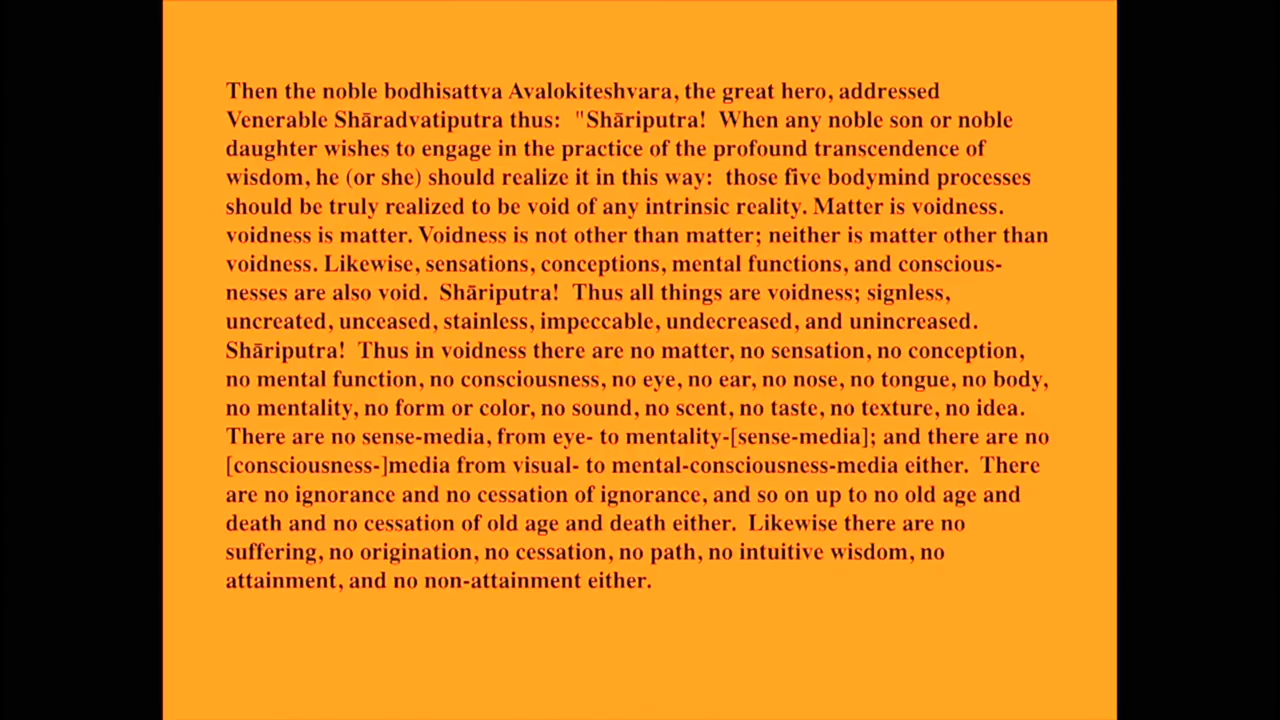 Then the noble bodhisattva Avalokiteshvara, the great hero, addressed
Venerable Shāradvatiputra thus:  "Shāriputra!  When any noble son or noble
daughter wishes to engage in the practice of the profound transcendence of
wisdom, he (or she) should realize it in this way:  those five bodymind processes
should be truly realized to be void of any intrinsic reality. Matter is voidness.
voidness is matter. Voidness is not other than matter; neither is matter other than
voidness. Likewise, sensations, conceptions, mental functions, and conscious-
nesses are also void.  Shāriputra!  Thus all things are voidness; signless,
uncreated, unceased, stainless, impeccable, undecreased, and unincreased.
Shāriputra!  Thus in voidness there are no matter, no sensation, no conception,
no mental function, no consciousness, no eye, no ear, no nose, no tongue, no body,
no mentality, no form or color, no sound, no scent, no taste, no texture, no idea.
There are no sense-media, from eye- to mentality-[sense-media]; and there are no
[consciousness-]media from visual- to mental-consciousness-media either.  There
are no ignorance and no cessation of ignorance, and so on up to no old age and
death and no cessation of old age and death either.  Likewise there are no
suffering, no origination, no cessation, no path, no intuitive wisdom, no
attainment, and no non-attainment either.